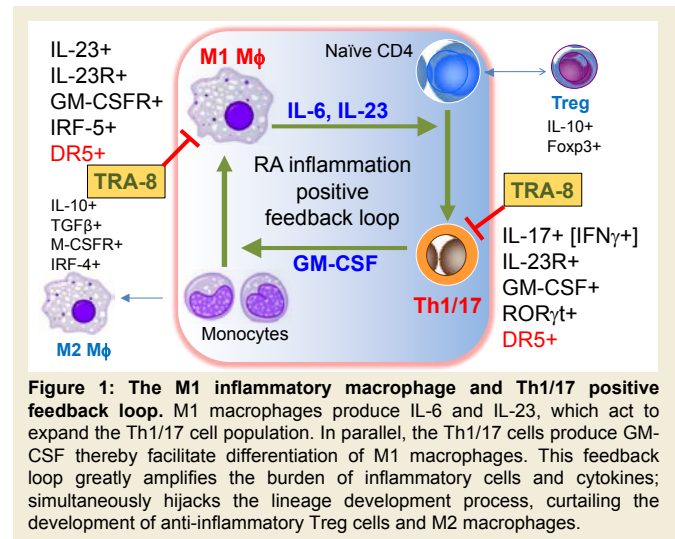 IL-23+
IL-23R+
GM-CSFR+
IRF-5+
DR5+
TRA-8
IL-10+
TGFβ+
M-CSFR+
IRF-4+
M2 Mϕ
M1 Mϕ
IL-6, IL-23
RA inflammation
positive
feedback loop
GM-CSF
Monocytes
Naïve CD4
Th1/17
Treg
IL-10+
Foxp3+
TRA-8
IL-17+ [IFNγ+]
IL-23R+
GM-CSF+
RORγt+
DR5+
Figure 1: The M1 inflammatory macrophage and Th1/17 positive
feedback loop. M1 macrophages produce IL-6 and IL-23, which act to
expand the Th1/17 cell population. In parallel, the Th1/17 cells produce GM-
CSF thereby facilitate differentiation of M1 macrophages. This feedback
loop greatly amplifies the burden of inflammatory cells and cytokines;
simultaneously hijacks the lineage development process, curtailing the
development of anti-inflammatory Treg cells and M2 macrophages.